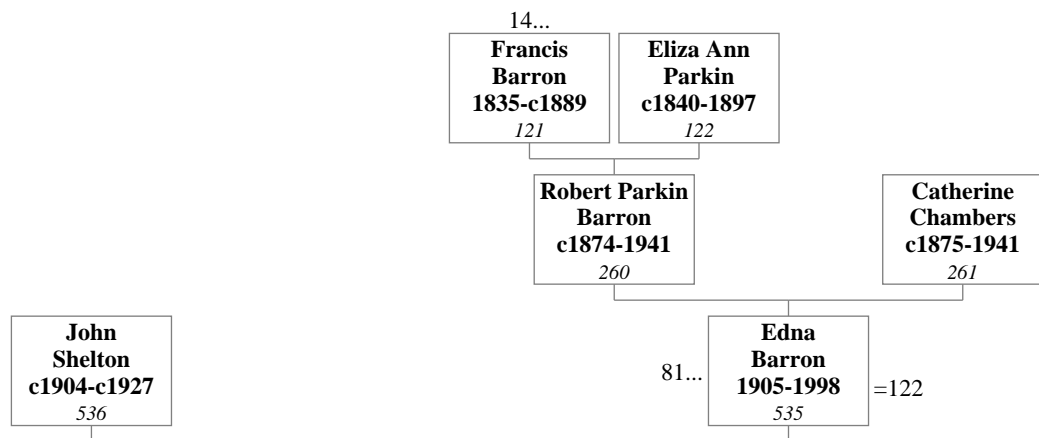 14...
Francis
Barron
1835-c1889
121
Eliza Ann
Parkin
c1840-1897
122
Robert Parkin
Barron
c1874-1941
260
Catherine
Chambers
c1875-1941
261
John
Shelton
c1904-c1927
536
81...
Edna
Barron
1905-1998
535
=122